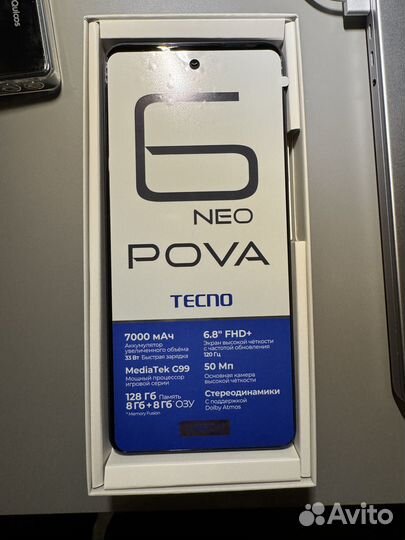 Quloos
6
NEO
POVA
TECNO
7000 мАч
Аккумулятор
увеличенного объёма
33 Вт Быстрая зарядка
MediaTek G99
Мощный процессор
игровой серии
128 Гб Память
8 Гб + 8 Гб* ОЗУ
* Memory Fusion
6.8" FHD+
Экран высокой чёткости
с частотой обновления
120 Гц
50 Мп
Основная камера
высокой чёткости
Стереодинамики
С поддержкой
Dolby Atmos
Avito